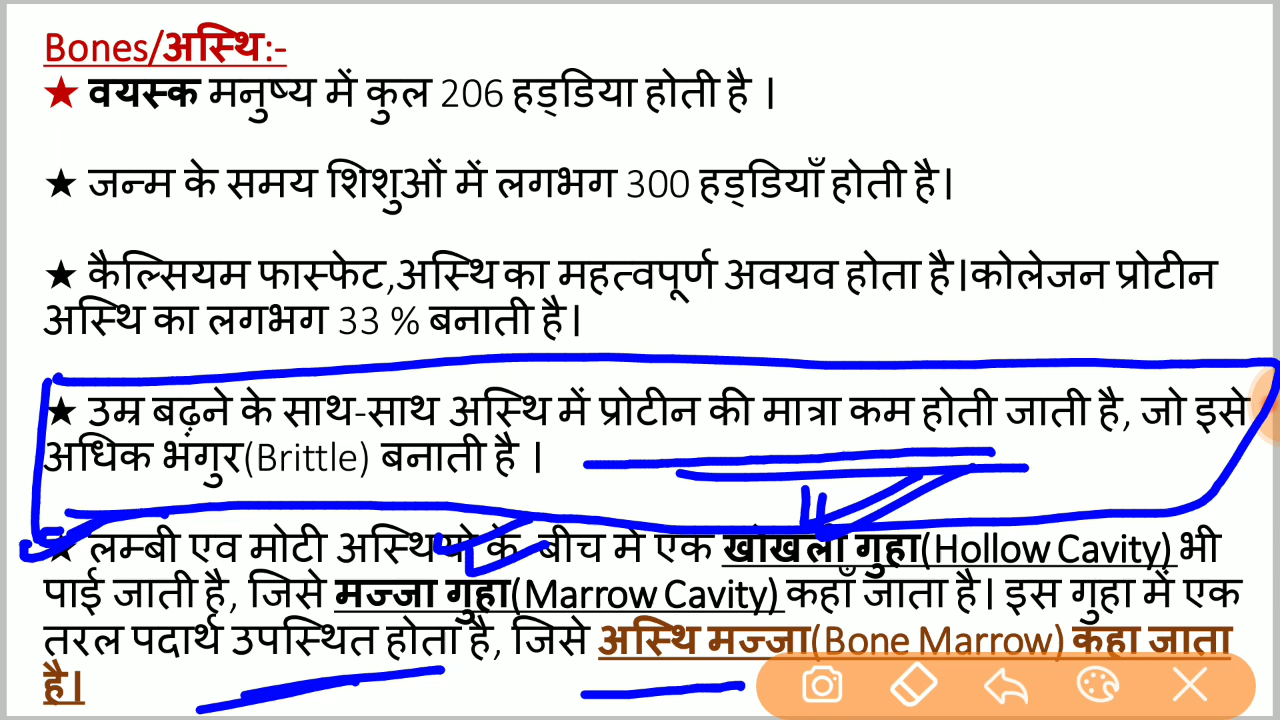 Bones/अस्थि:-
★ वयस्क मनुष्य में कुल 206 हड्डिया होती है ।
★ जन्म के समय शिशुओं में लगभग 300 हड्डियाँ होती है।
★ कैल्सियम फास्फेट,अस्थि का महत्वपूर्ण अवयव होता है।कोलेजन प्रोटीन
अस्थि का लगभग 33 % बनाती है।
★ उम्र बढ़ने के साथ-साथ अस्थि में प्रोटीन की मात्रा कम होती जाती है, जो इसे
अधिक भंगुर(Brittle) बनाती है ।
★ लम्बी एव मोटी अस्थियो के बीच मे एक खोखली गुहा(Hollow Cavity) भी
पाई जाती है, जिसे मज्जा गुहा(Marrow Cavity) कहाँ जाता है। इस गुहा में एक
तरल पदार्थ उपस्थित होता है, जिसे अस्थि मज्जा(Bone Marrow) कहा जाता
है।